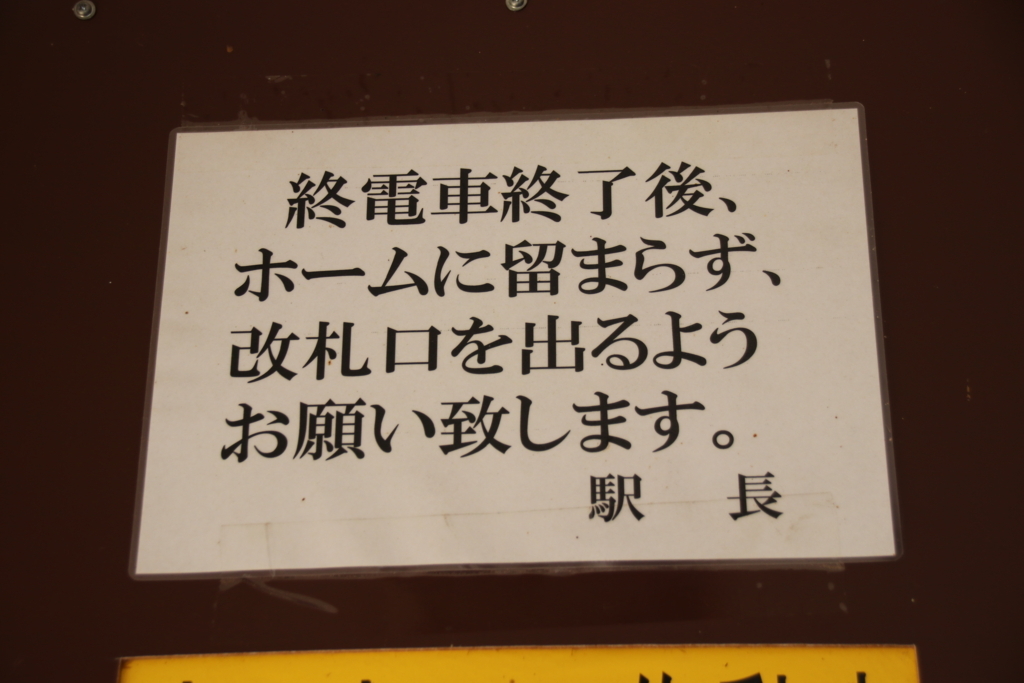 終電車終了後、
ホームに留まらず、
改札口を出るよう
お願い致します。
駅 長